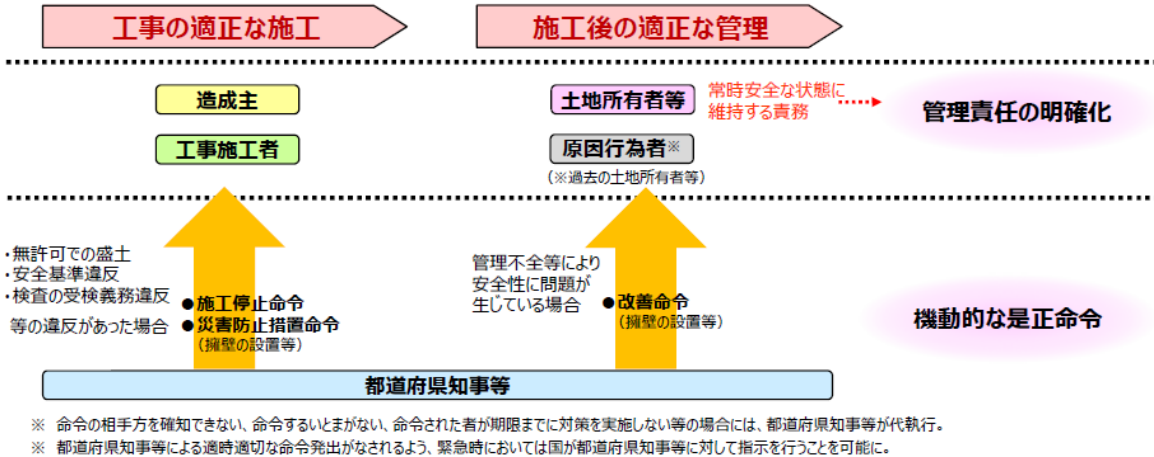 工事の適正な施工
施工後の適正な管理
造成主
土地所有者等
常時安全な状態に
維持する責務
管理責任の明確化
工事施工者
原因行為者※
(※過去の土地所有者等)
・無許可での盛土
・安全基準違反
・検査の受検義務違反
等の違反があった場合
●施工停止命令
●災害防止措置命令
(擁壁の設置等)
管理不全等により
安全性に問題が
生じている場合
●改善命令
(擁壁の設置等)
機動的な是正命令
都道府県知事等
※ 命令の相手方を確知できない、命令するいとまがない、命令された者が期限までに対策を実施しない等の場合には、都道府県知事等が代執行。
※ 都道府県知事等による適時適切な命令発出がなされるよう、緊急時においては国が都道府県知事等に対して指示を行うことを可能に。